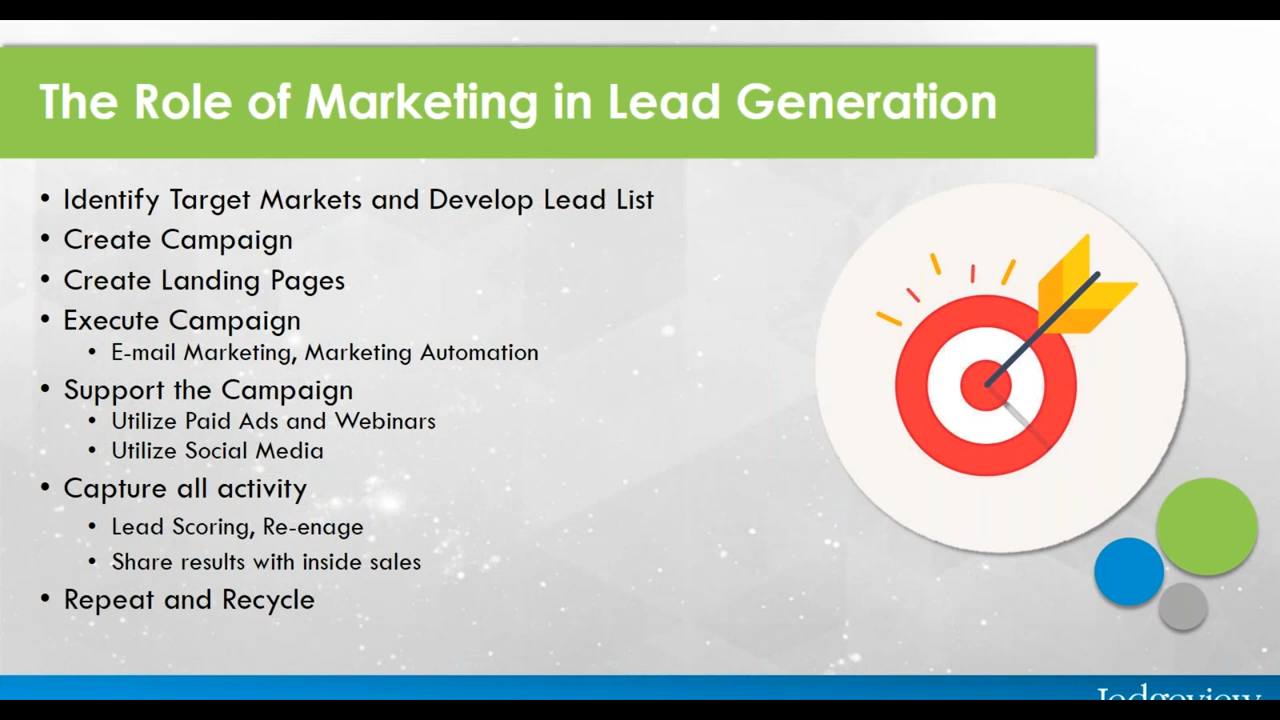 The Role of Marketing in Lead Generation
• Identify Target Markets and Develop Lead List
• Create Campaign
• Create Landing Pages
• Execute Campaign
• E-mail Marketing, Marketing Automation
• Support the Campaign
• Utilize Paid Ads and Webinars
• Utilize Social Media
• Capture all activity
• Lead Scoring, Re-enage
• Share results with inside sales
• Repeat and Recycle